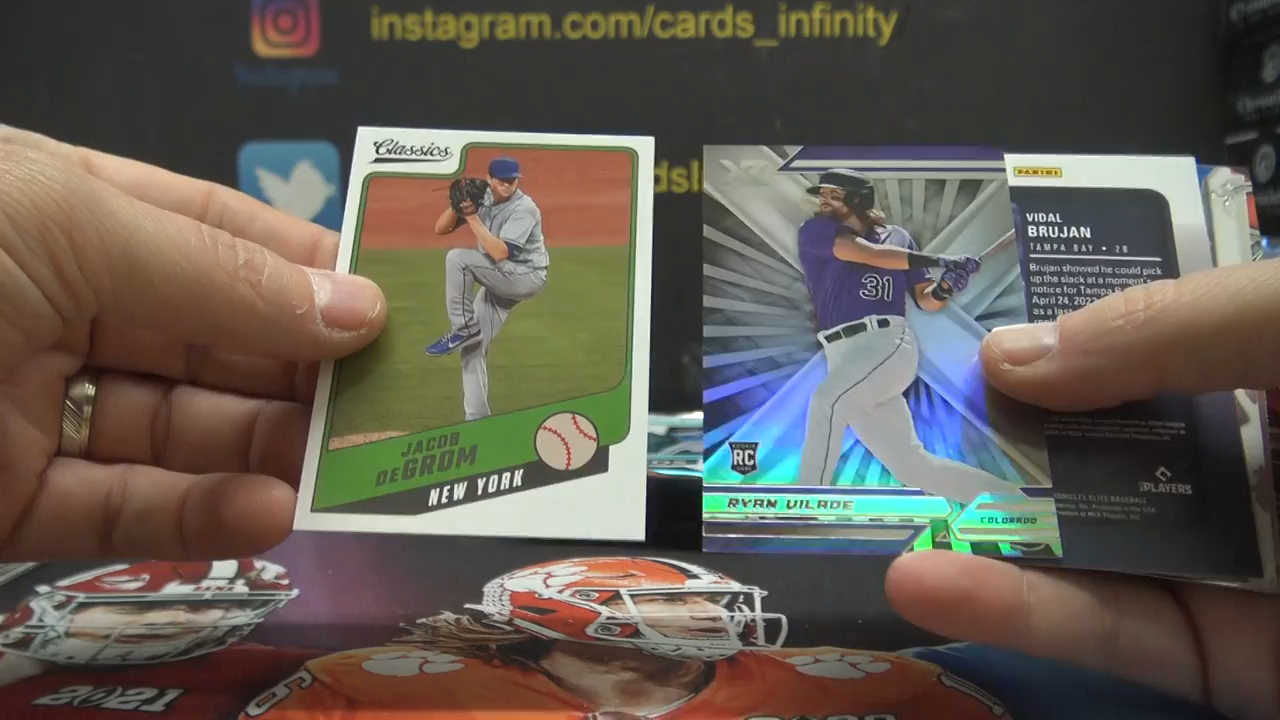 instagram.com/cards_infinity
Instagram
Classics
JACOB
DEGROM
NEW YORK
31
ROOKIE
RC
RYAN VILADE
COLORADO
PANINI
VIDAL
BRUJAN
TAMPA BAY • 2B
Brujan showed he could pick
up the slack at a moment's
notice for Tampa
April 24, 2022
as a last
PLAYERS
2021